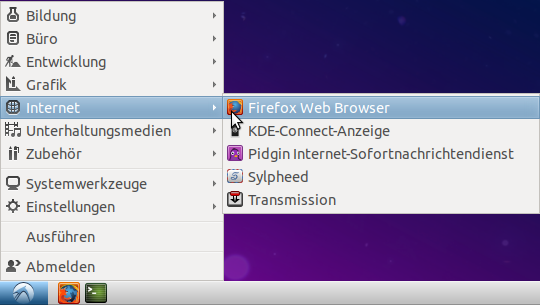 Bildung
Büro
Entwicklung
Grafik
Internet
Unterhaltungsmedien
Zubehör
Systemwerkzeuge
Einstellungen
Ausführen
Abmelden
Firefox Web Browser
KDE-Connect-Anzeige
Pidgin Internet-Sofortnachrichtendienst
Sylpheed
Transmission